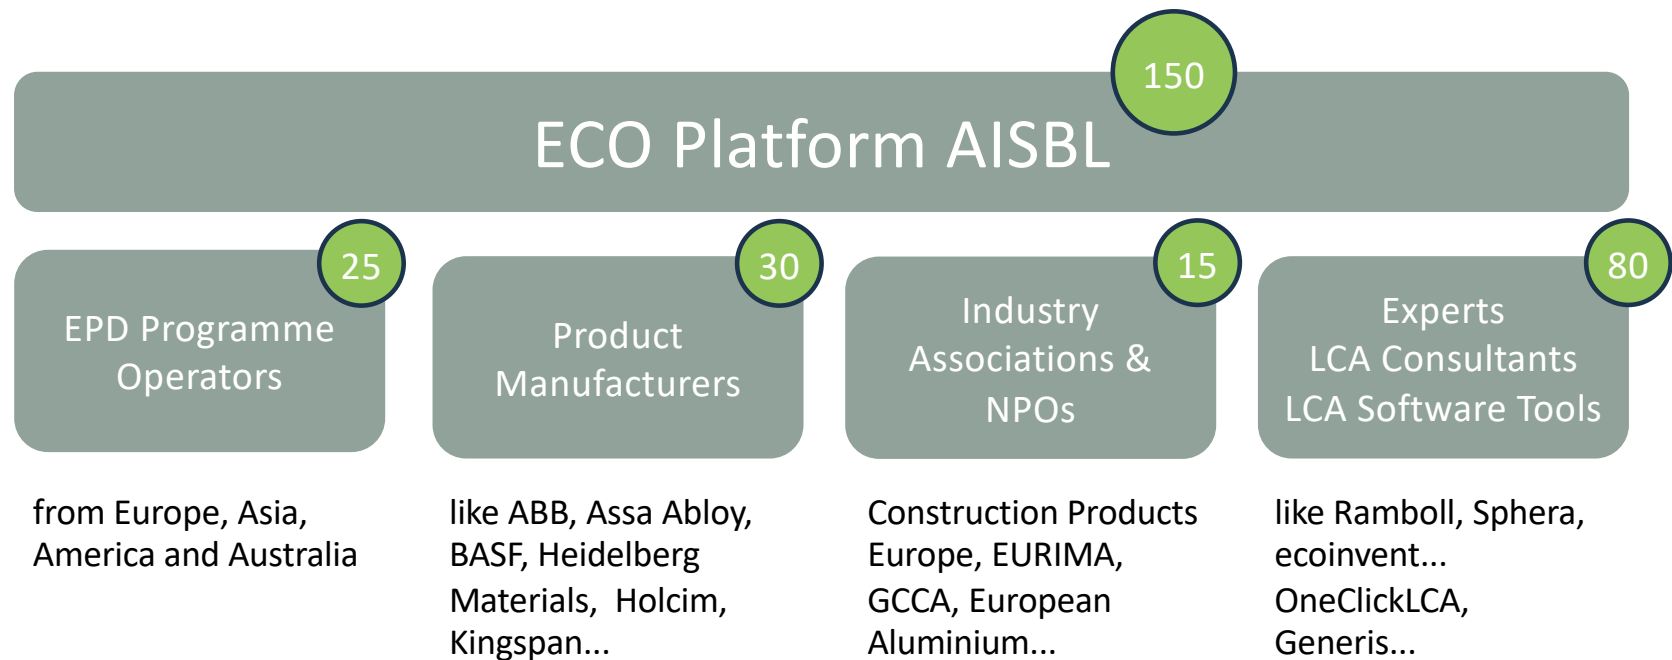 150
ECO Platform AISBL
25
EPD Programme
Operators
from Europe, Asia,
America and Australia
30
Product
Manufacturers
like ABB, Assa Abloy,
BASF, Heidelberg
Materials, Holcim,
Kingspan...
15
Industry
Associations &
NPOs
Construction Products
Europe, EURIMA,
GCCA, European
Aluminium...
80
Experts
LCA Consultants
LCA Software Tools
like Ramboll, Sphera,
ecoinvent...
OneClickLCA,
Generis...